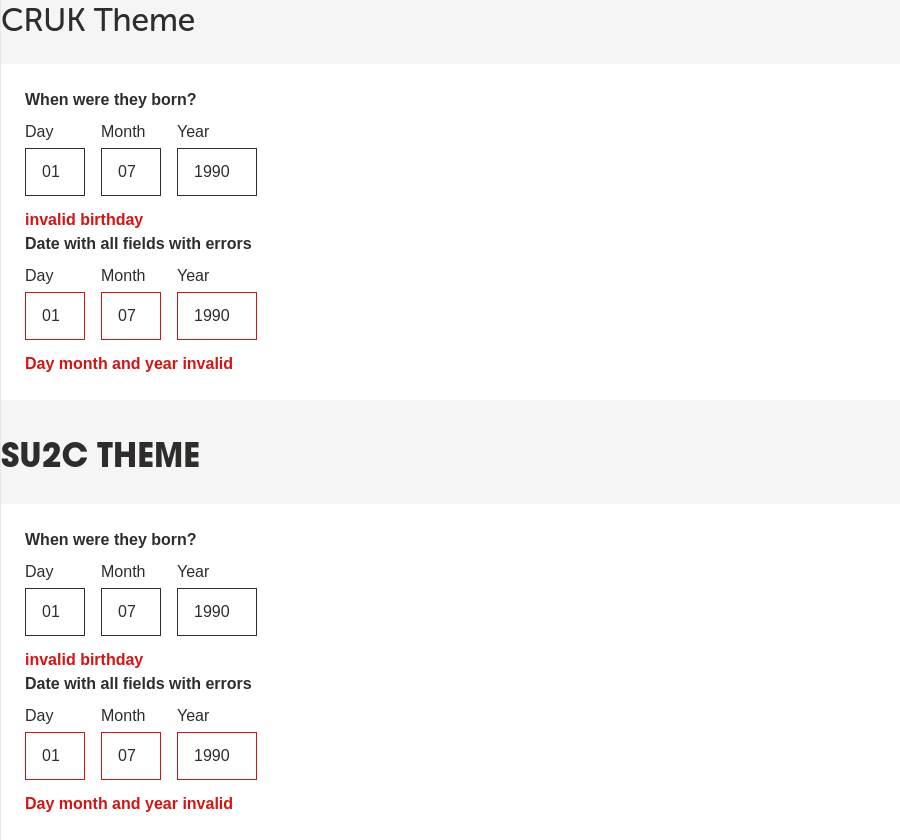 CRUK Theme
When were they born?
Day Month Year
01 07 1990
invalid birthday
Date with all fields with errors
Day Month Year
01 07 1990
Day month and year invalid
SU2C THEME
When were they born?
Day Month Year
01 07 1990
invalid birthday
Date with all fields with errors
Day Month Year
01 07 1990
Day month and year invalid